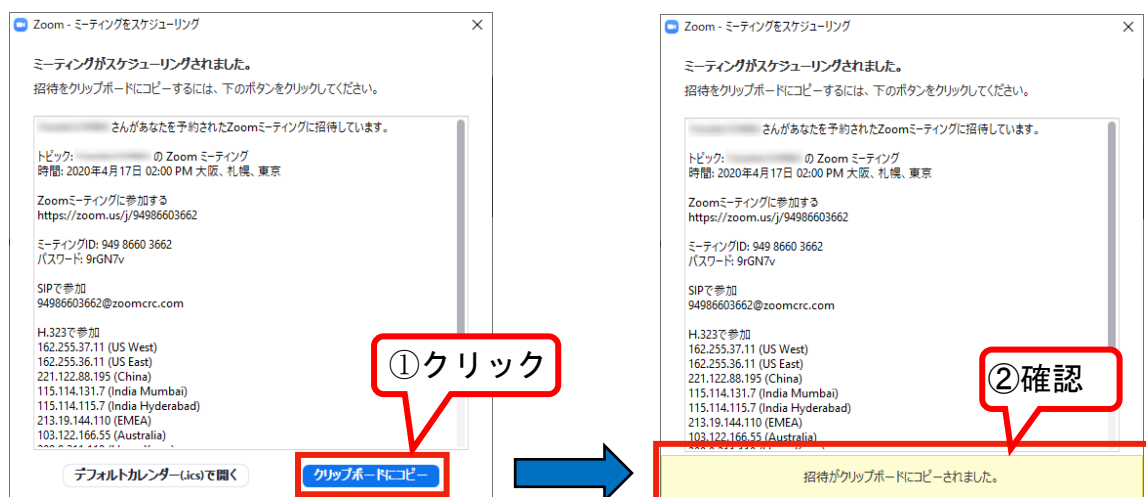 Zoom - ミーティングをスケジューリング
ミーティングがスケジューリングされました。
招待をクリップボードにコピーするには、下のボタンをクリックしてください。
さんがあなたを予約されたZoomミーティングに招待しています。
トピック: の Zoom ミーティング
時間: 2020年4月17日 02:00 PM 大阪、札幌、東京
Zoomミーティングに参加する
https://zoom.us/j/94986603662
ミーティングID: 949 8660 3662
パスワード: 9rGN7v
SIPで参加
94986603662@zoomcrc.com
H.323で参加
162.255.37.11 (US West)
162.255.36.11 (US East)
221.122.88.195 (China)
115.114.131.7 (India Mumbai)
115.114.115.7 (India Hyderabad)
213.19.144.110 (EMEA)
103.122.166.55 (Australia)
①クリック
デフォルトカレンダー(.ics)で開く
クリップボードにコピー
Zoom - ミーティングをスケジューリング
ミーティングがスケジューリングされました。
招待をクリップボードにコピーするには、下のボタンをクリックしてください。
さんがあなたを予約されたZoomミーティングに招待しています。
トピック: の Zoom ミーティング
時間: 2020年4月17日 02:00 PM 大阪、札幌、東京
Zoomミーティングに参加する
https://zoom.us/j/94986603662
ミーティングID: 949 8660 3662
パスワード: 9rGN7v
SIPで参加
94986603662@zoomcrc.com
H.323で参加
162.255.37.11 (US West)
162.255.36.11 (US East)
221.122.88.195 (China)
115.114.131.7 (India Mumbai)
115.114.115.7 (India Hyderabad)
213.19.144.110 (EMEA)
103.122.166.55 (Australia)
②確認
招待がクリップボードにコピーされました。